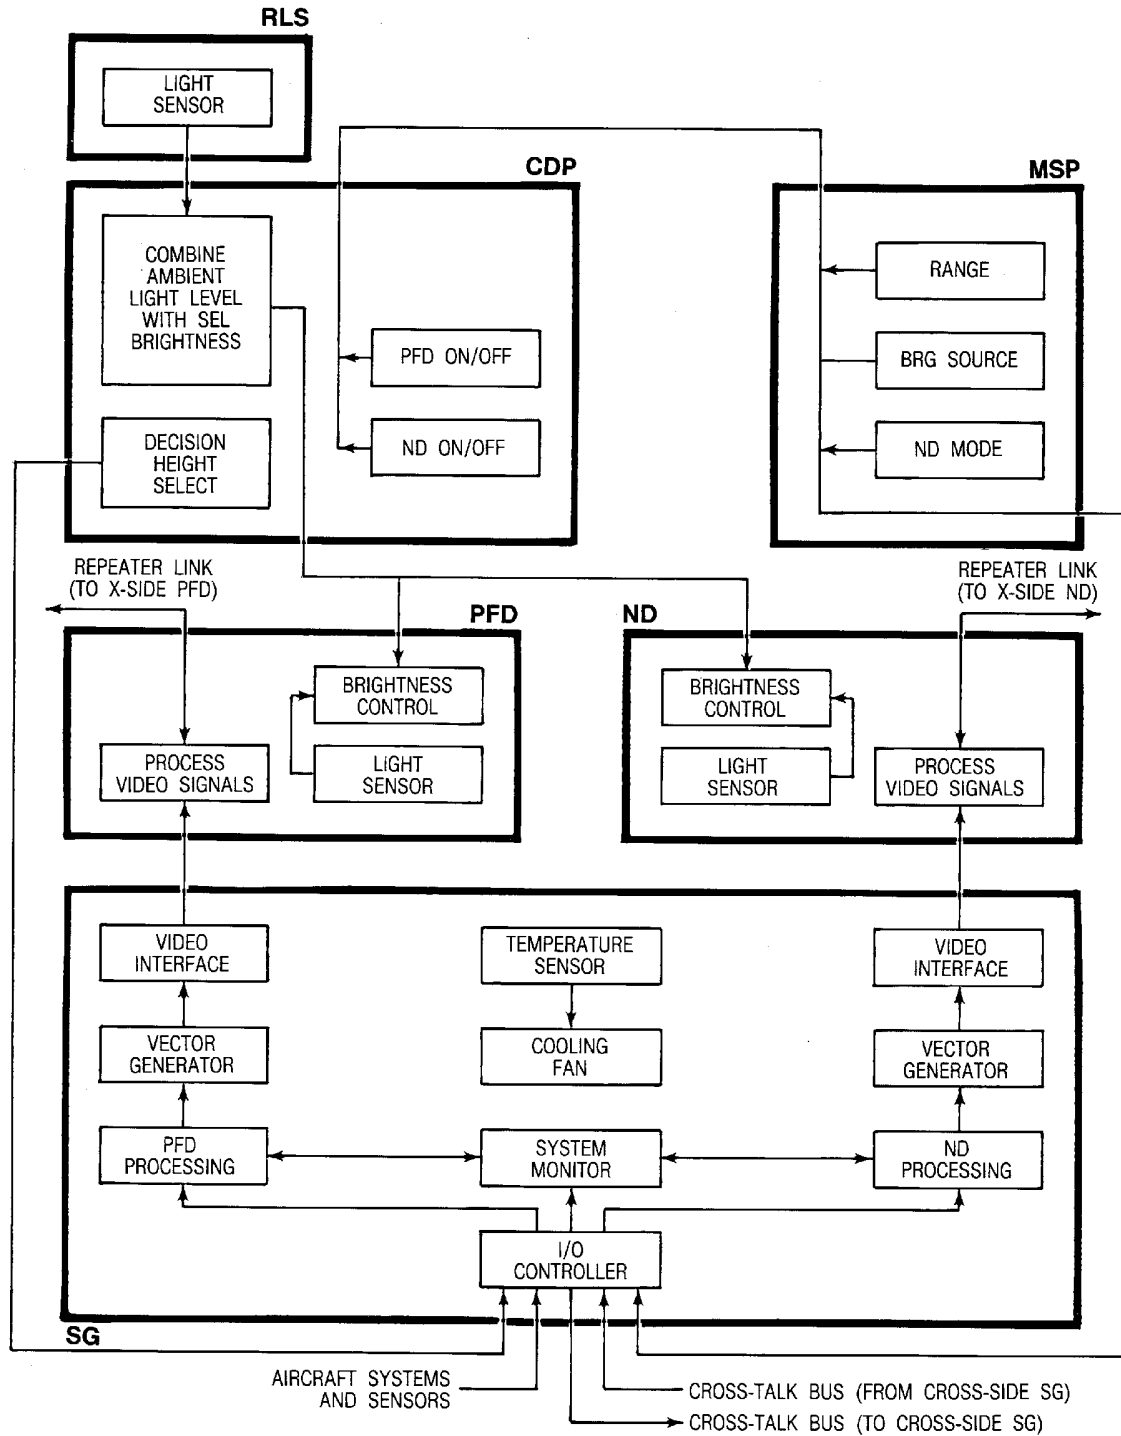 RLS
LIGHT
SENSOR
CDP
MSP
COMBINE
AMBIENT
LIGHT LEVEL
WITH SEL
BRIGHTNESS
RANGE
PFD ON/OFF
BRG SOURCE
DECISION
HEIGHT
SELECT
ND ON/OFF
ND MODE
REPEATER LINK
(TO X-SIDE PFD)
REPEATER LINK
(TO X-SIDE ND)
PFD
ND
BRIGHTNESS
CONTROL
BRIGHTNESS
CONTROL
PROCESS
VIDEO SIGNALS
LIGHT
SENSOR
LIGHT
SENSOR
PROCESS
VIDEO SIGNALS
VIDEO
INTERFACE
TEMPERATURE
SENSOR
VIDEO
INTERFACE
VECTOR
GENERATOR
COOLING
FAN
VECTOR
GENERATOR
PFD
PROCESSING
SYSTEM
MONITOR
ND
PROCESSING
I/O
CONTROLLER
SG
AIRCRAFT SYSTEMS
AND SENSORS
CROSS-TALK BUS (FROM CROSS-SIDE SG)
CROSS-TALK BUS (TO CROSS-SIDE SG)